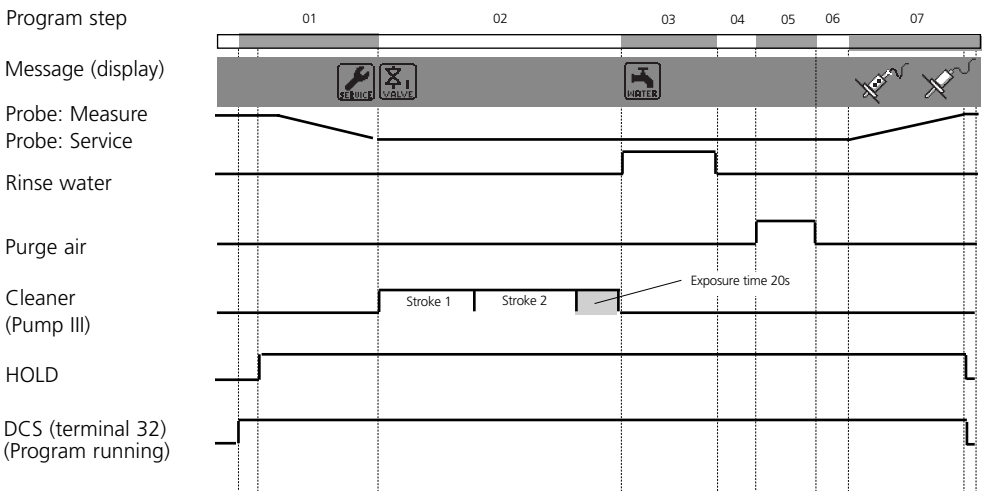 Program step
01 02 03 04 05 06 07
Message (display)
SERVICE VALVE WATER
Probe: Measure
Probe: Service
Rinse water
Purge air
Exposure time 20s
Cleaner
Stroke 1 Stroke 2
(Pump III)
HOLD
DCS (terminal 32)
(Program running)